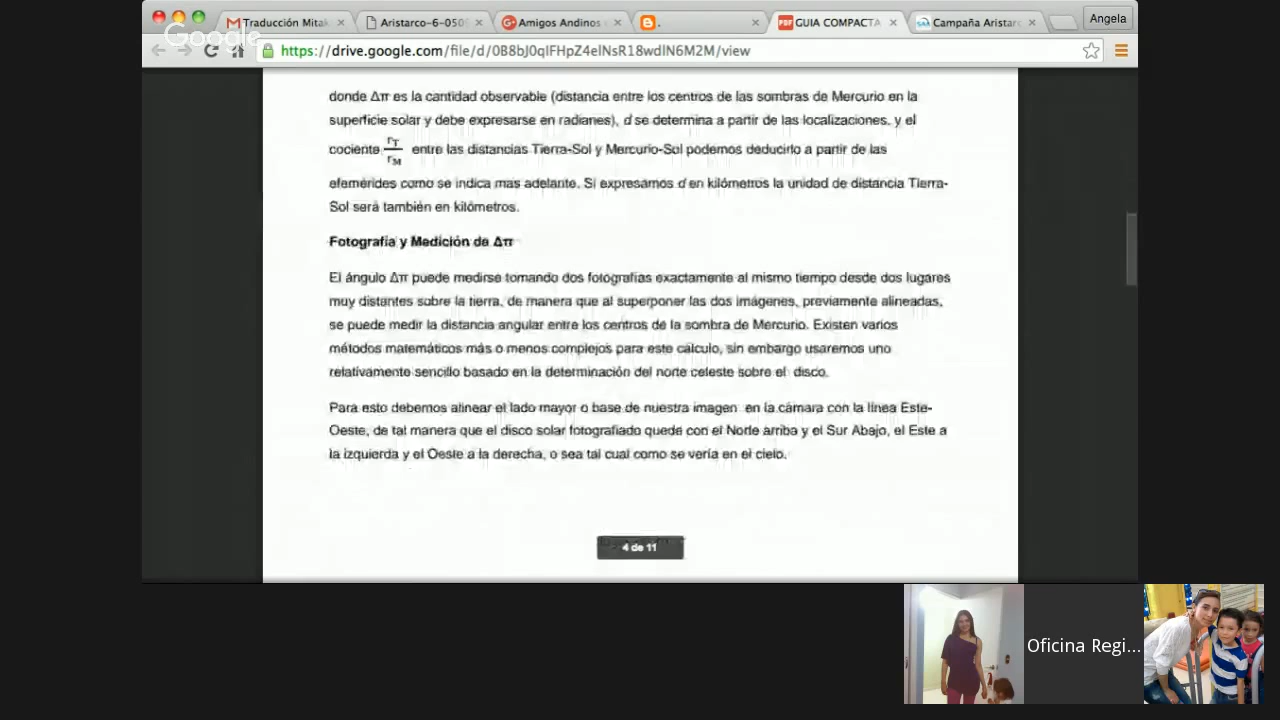 Traducción Mitak
Aristarco-6-0509
Amigos Andinos
.
GUIA COMPACTA
Campaña Aristarc
Angela
YouTube
https://drive.google.com/file/d/0B8bJ0qlFHpZ4elNsR18wdlN6M2M/view
donde Δπ es la cantidad observable (distancia entre los centros de las sombras de Mercurio en la
superficie solar y debe expresarse en radianes), d se determina a partir de las localizaciones, y el
cociente rT/rM entre las distancias Tierra-Sol y Mercurio-Sol podemos deducirlo a partir de las
efemérides como se indica mas adelante. Si expresamos d en kilómetros la unidad de distancia Tierra-
Sol será también en kilómetros.
Fotografía y Medición de Δπ
El ángulo Δπ puede medirse tomando dos fotografías exactamente al mismo tiempo desde dos lugares
muy distantes sobre la tierra, de manera que al superponer las dos imágenes, previamente alineadas,
se puede medir la distancia angular entre los centros de la sombra de Mercurio. Existen varios
métodos matemáticos más o menos complejos para este cálculo, sin embargo usaremos uno
relativamente sencillo basado en la determinación del norte celeste sobre el disco.
Para esto debemos alinear el lado mayor o base de nuestra imagen en la cámara con la línea Este-
Oeste, de tal manera que el disco solar fotografiado quede con el Norte arriba y el Sur Abajo, el Este a
la izquierda y el Oeste a la derecha, o sea tal cual como se vería en el cielo.
4 de 11
Oficina Regi...